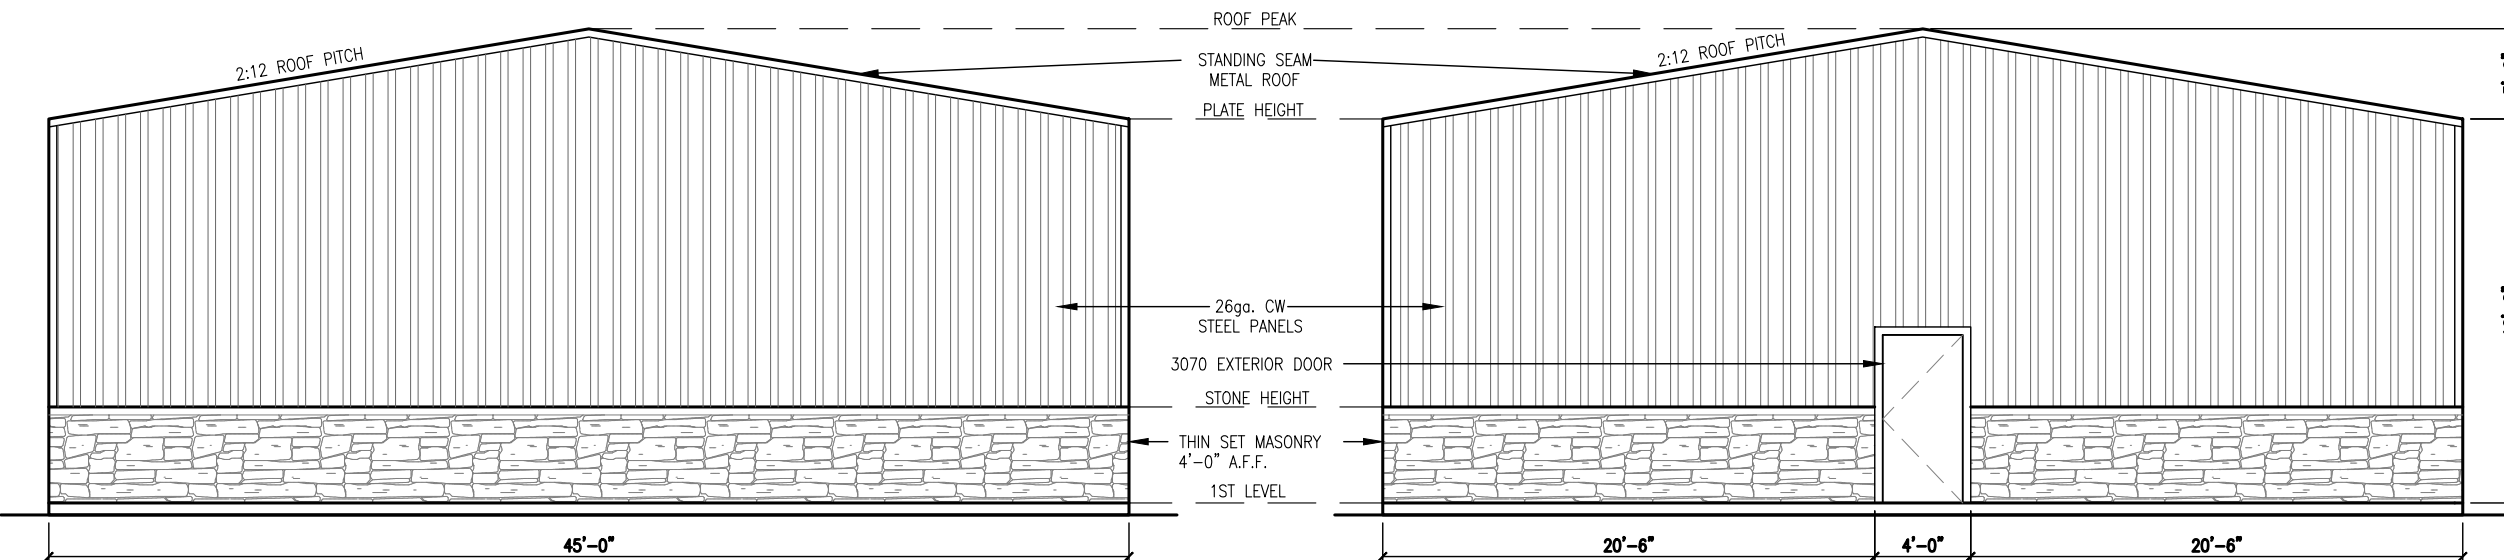 ROOF PEAK
2:12 ROOF PITCH
2:12 ROOF PITCH
STANDING SEAM
METAL ROOF
PLATE HEIGHT
26ga. CW
STEEL PANELS
3070 EXTERIOR DOOR
STONE HEIGHT
THIN SET MASONRY
4'-0" A.F.F.
1ST LEVEL
45'-0"
20'-6"
4'-0"
20'-6"